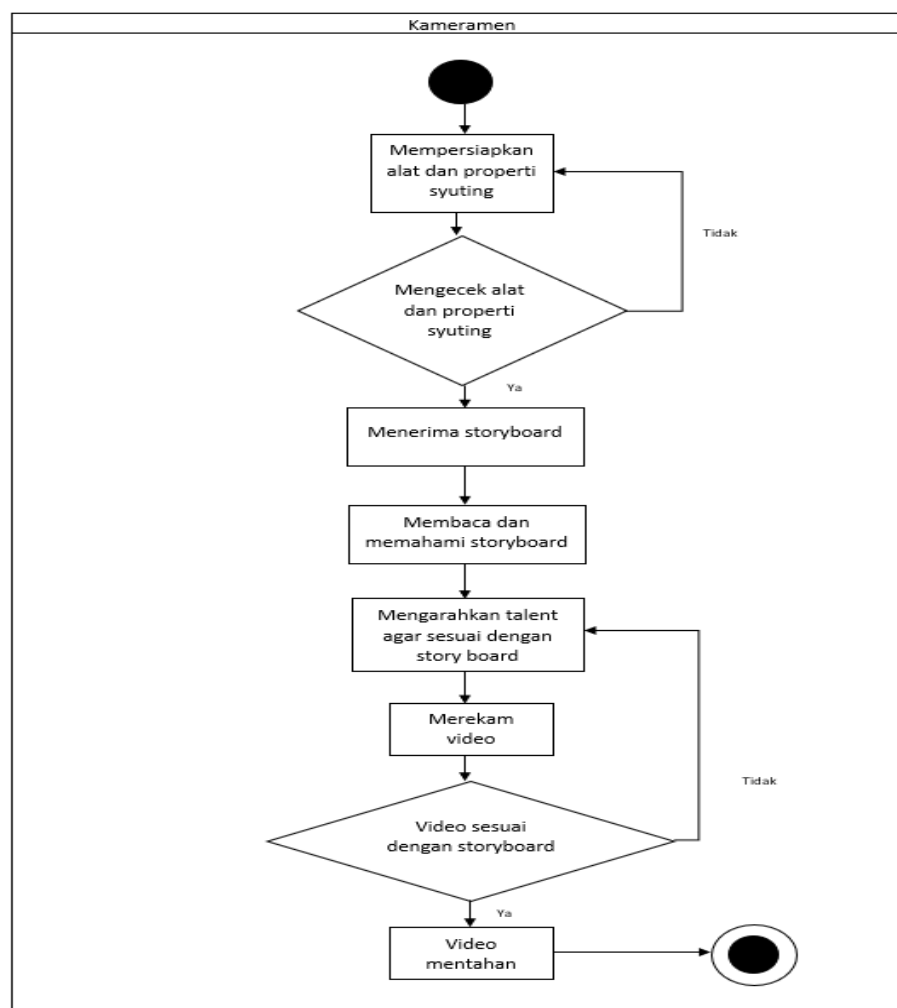 Kameramen
Mempersiapkan
alat dan properti
syuting
Tidak
Mengecek alat
dan properti
syuting
Ya
Menerima storyboard
Membaca dan
memahami storyboard
Mengarahkan talent
agar sesuai dengan
story board
Merekam
video
Tidak
Video sesuai
dengan storyboard
Ya
Video
mentahan